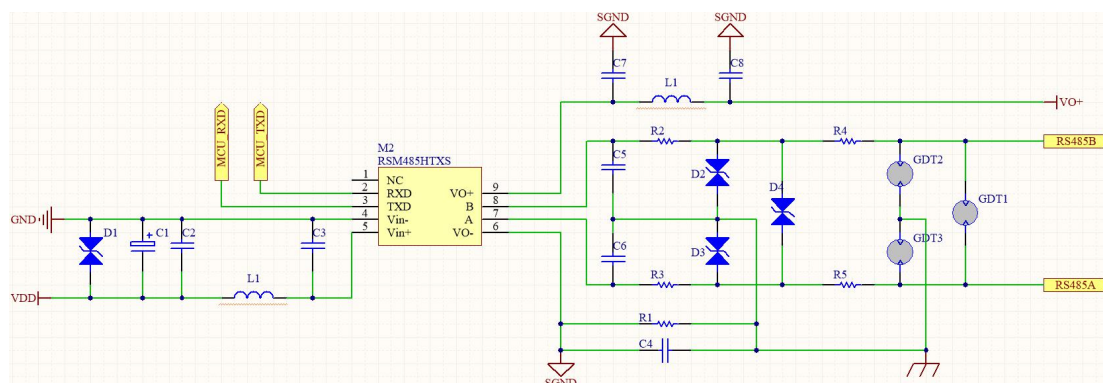 SGND
SGND
C7
C8
L1
VO+
MCU_RXD
MCU_TXD
R2
R4
RS485B
M2
RSM485HTXS
C5
D2
GDT2
1
NC
2
RXD
VO+
9
D4
3
TXD
B
8
GDT1
GND
4
Vin-
A
7
5
Vin+
VO-
6
D1
+
C1
C2
C3
C6
D3
GDT3
L1
R3
R5
VDD
RS485A
R1
C4
SGND